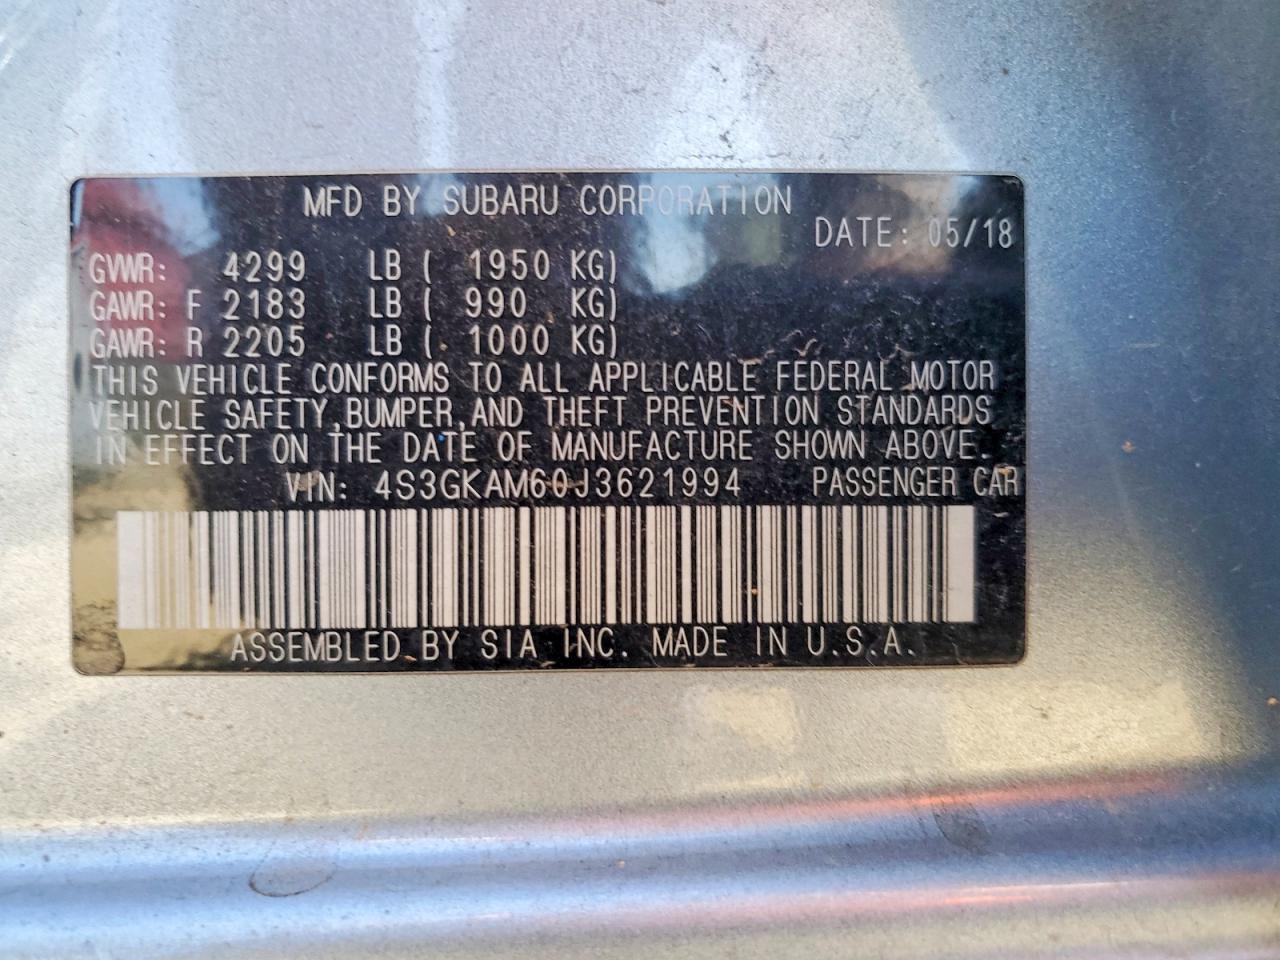 MFD BY SUBARU CORPORATION
DATE: 05/18
GVWR: 4299 LB ( 1950 KG)
GAWR: F 2183 LB ( 990 KG)
GAWR: R 2205 LB ( 1000 KG)
THIS VEHICLE CONFORMS TO ALL APPLICABLE FEDERAL MOTOR
VEHICLE SAFETY,BUMPER,AND THEFT PREVENTION STANDARDS
IN EFFECT ON THE DATE OF MANUFACTURE SHOWN ABOVE.
VIN: 4S3GKAM60J3621994 PASSENGER CAR
ASSEMBLED BY SIA INC. MADE IN U.S.A.